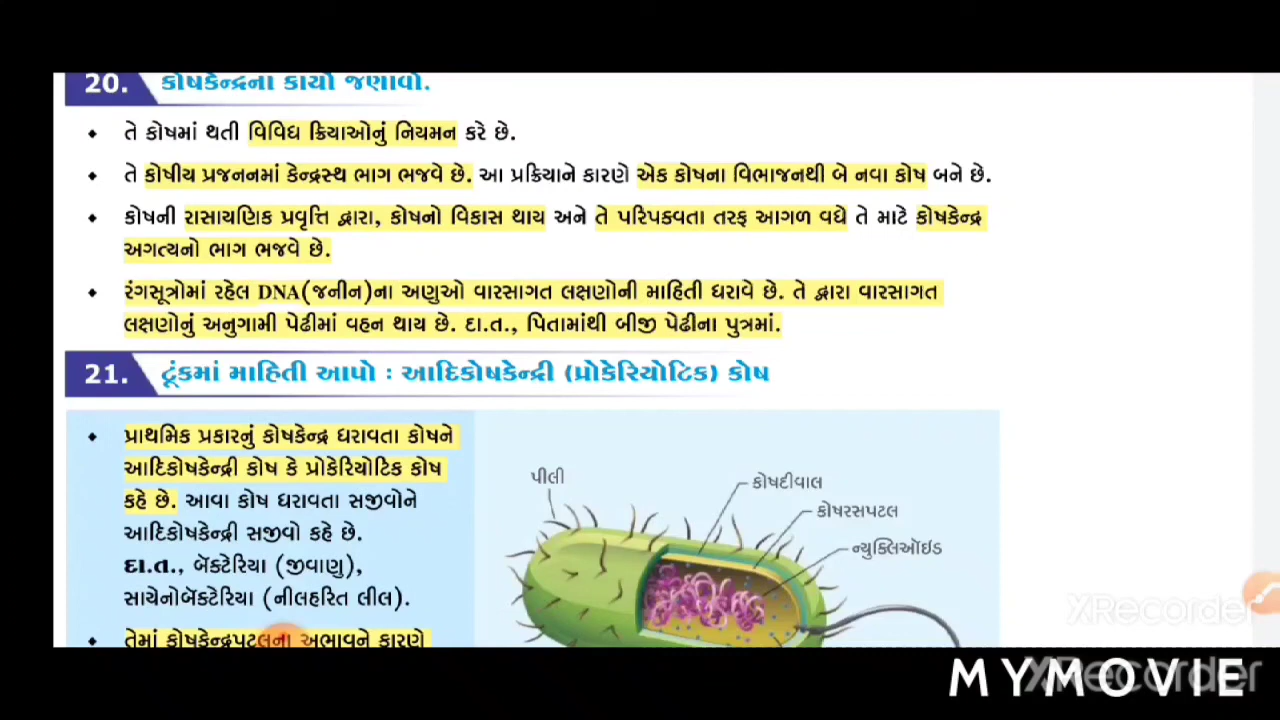 20. કોષકેન્દ્રના કાર્યો જણાવો.
⬩ તે કોષમાં થતી વિવિધ ક્રિયાઓનું નિયમન કરે છે.
⬩ તે કોષીય પ્રજનનમાં કેન્દ્રસ્થ ભાગ ભજવે છે. આ પ્રક્રિયાને કારણે એક કોષના વિભાજનથી બે નવા કોષ બને છે.
⬩ કોષની રાસાયણિક પ્રવૃત્તિ દ્વારા, કોષનો વિકાસ થાય અને તે પરિપક્વતા તરફ આગળ વધે તે માટે કોષકેન્દ્ર
અગત્યનો ભાગ ભજવે છે.
⬩ રંગસૂત્રોમાં રહેલ DNA(જનીન)ના અણુઓ વારસાગત લક્ષણોની માહિતી ધરાવે છે. તે દ્વારા વારસાગત
લક્ષણોનું અનુગામી પેઢીમાં વહન થાય છે. દા.ત., પિતામાંથી બીજી પેઢીના પુત્રમાં.
21. ટૂંકમાં માહિતી આપો : આદિકોષકેન્દ્રી (પ્રોકેરિયોટિક) કોષ
⬩ પ્રાથમિક પ્રકારનું કોષકેન્દ્ર ધરાવતા કોષને
આદિકોષકેન્દ્રી કોષ કે પ્રોકેરિયોટિક કોષ
કહે છે. આવા કોષ ધરાવતા સજીવોને
આદિકોષકેન્દ્રી સજીવો કહે છે.
દા.ત., બૅક્ટેરિયા (જીવાણુ),
સાયેનોબૅક્ટેરિયા (નીલહરિત લીલ).
⬩ તેમાં કોષકેન્દ્રપટલના અભાવને કારણે
પીલી
કોષદીવાલ
કોષરસપટલ
ન્યુક્લિઑઇડ
XRecorder
XRecorder
MYMOVIE